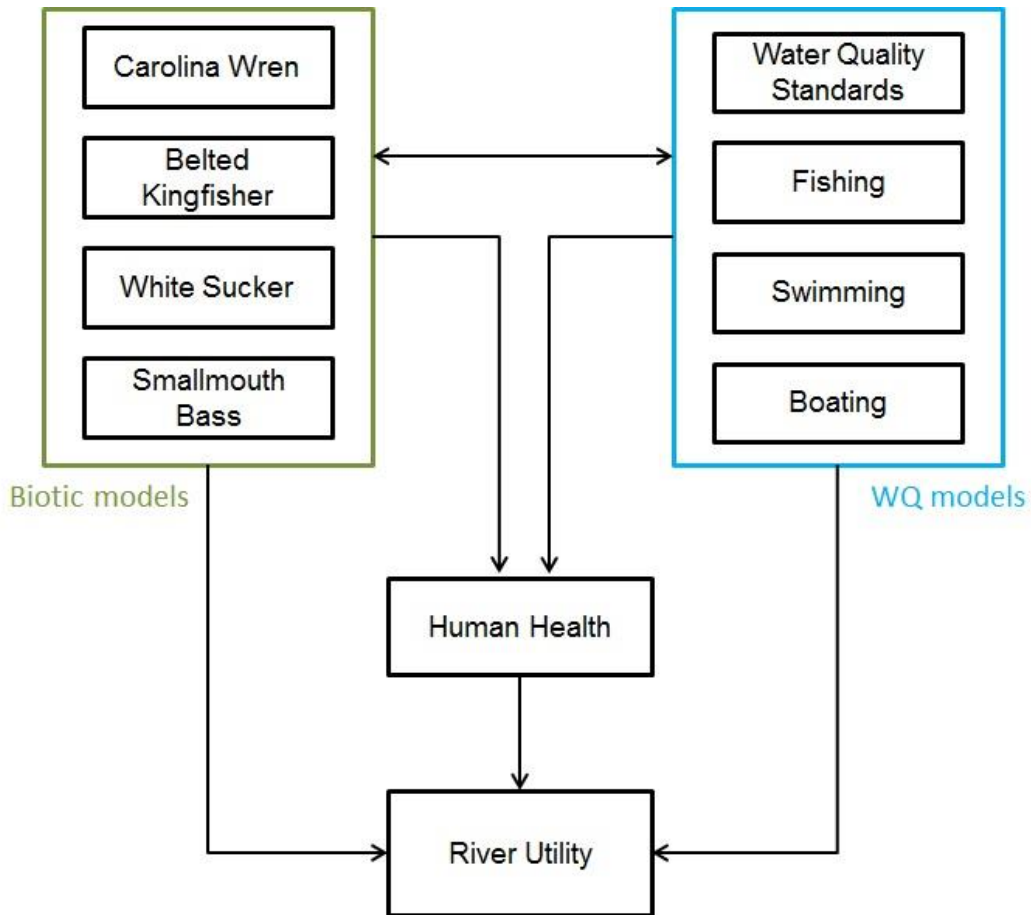 Carolina Wren
Belted
Kingfisher
White Sucker
Smallmouth
Bass
Biotic models
Water Quality
Standards
Fishing
Swimming
Boating
WQ models
Human Health
River Utility